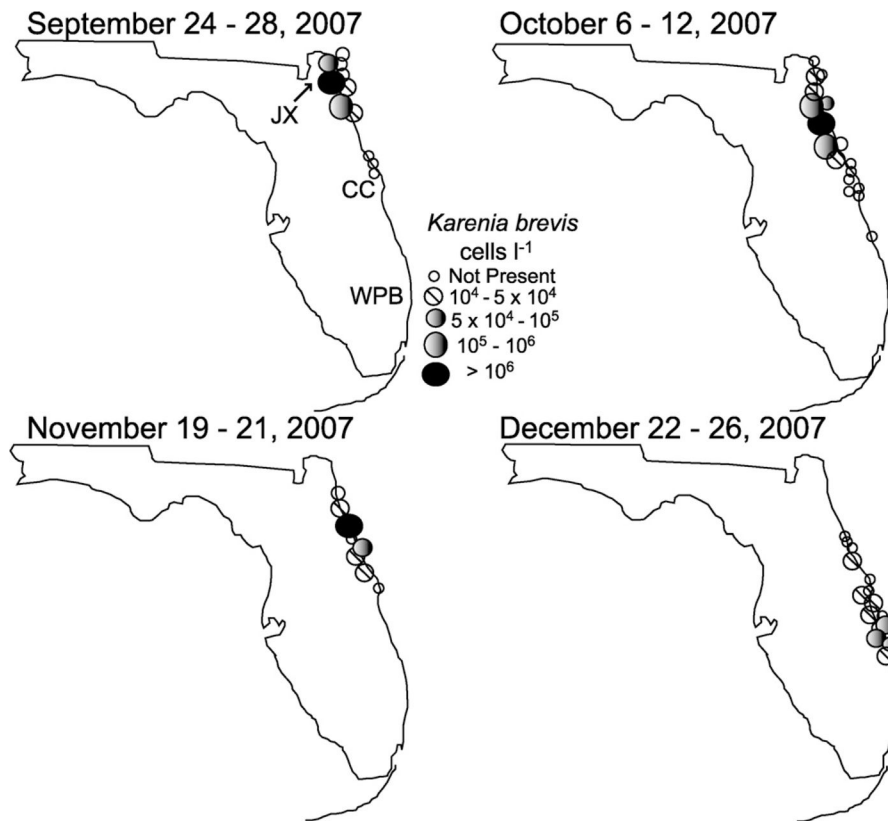 September 24 - 28, 2007
October 6 - 12, 2007
JX
CC
WPB
Karenia brevis
cells l⁻¹
Not Present
10⁴ - 5 x 10⁴
5 x 10⁴ - 10⁵
10⁵ - 10⁶
> 10⁶
November 19 - 21, 2007
December 22 - 26, 2007